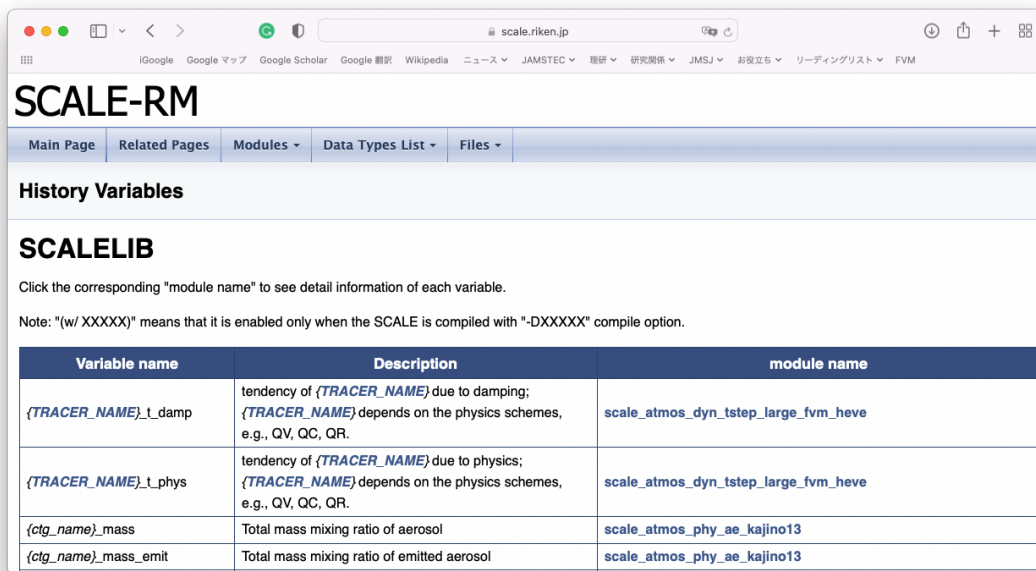 scale.riken.jp
iGoogle Google マップ Google Scholar Google 翻訳 Wikipedia ニュース JAMSTEC 理研 研究関係 JMSJ お役立ち リーディングリスト FVM
SCALE-RM
Main Page Related Pages Modules Data Types List Files
History Variables
SCALELIB
Click the corresponding "module name" to see detail information of each variable.
Note: "(w/ XXXXX)" means that it is enabled only when the SCALE is compiled with "-DXXXXX" compile option.
Variable name Description module name
tendency of {TRACER_NAME} due to damping;
{TRACER_NAME}_t_damp {TRACER_NAME} depends on the physics schemes, scale_atmos_dyn_tstep_large_fvm_heve
e.g., QV, QC, QR.
tendency of {TRACER_NAME} due to physics;
{TRACER_NAME}_t_phys {TRACER_NAME} depends on the physics schemes, scale_atmos_dyn_tstep_large_fvm_heve
e.g., QV, QC, QR.
{ctg_name}_mass Total mass mixing ratio of aerosol scale_atmos_phy_ae_kajino13
{ctg_name}_mass_emit Total mass mixing ratio of emitted aerosol scale_atmos_phy_ae_kajino13